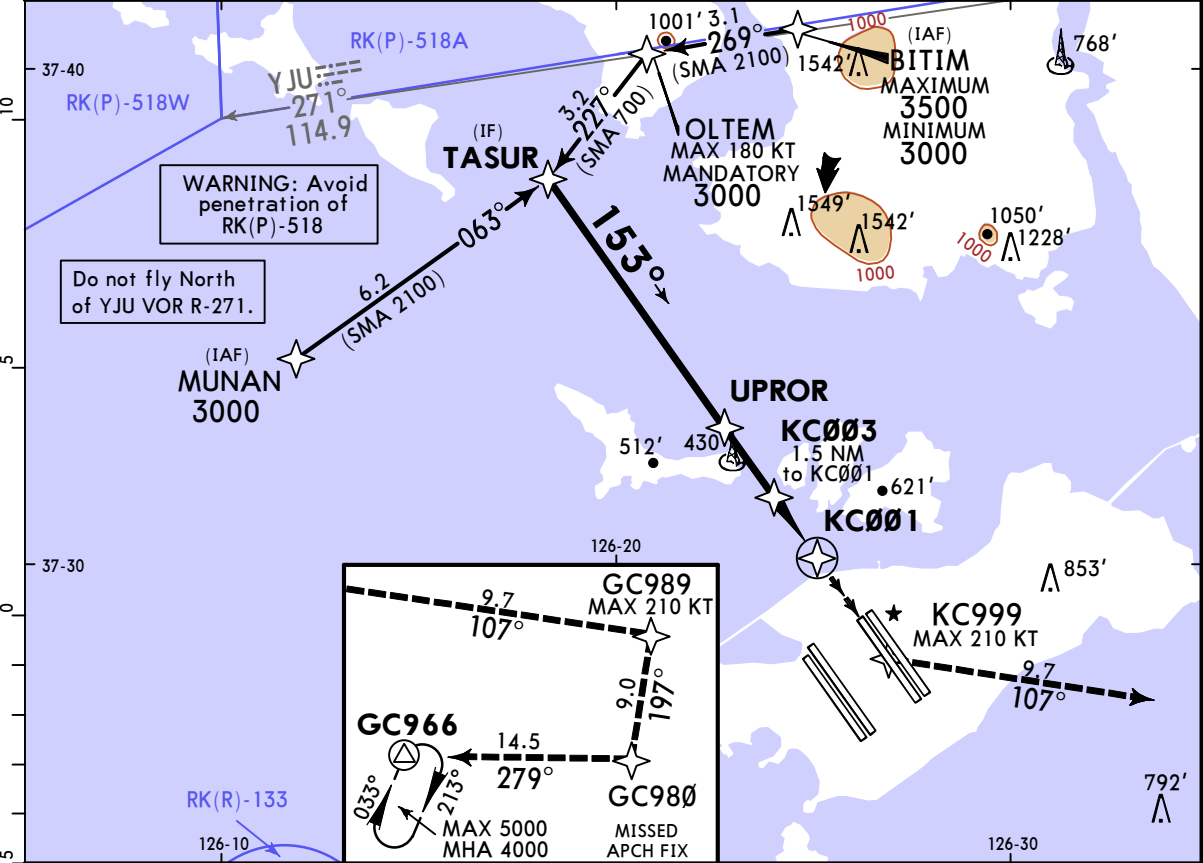 1001'
3.1
269°
(SMA 2100)
1000
(IAF)
BITIM
MAXIMUM
3500
MINIMUM
3000
1542'
768'
37-40
10
RK(P)-518A
RK(P)-518W
YJU
271°
114.9
3.2
227°
(SMA 700)
OLTEM
MAX 180 KT
MANDATORY
3000
(IF)
TASUR
WARNING: Avoid
penetration of
RK(P)-518
1549'
1542'
1000
1050'
1000
1228'
063°
153°
Do not fly North
of YJU VOR R-271.
6.2
(SMA 2100)
(IAF)
MUNAN
3000
5
UPROR
KCØØ3
1.5 NM
to KCØØ1
512'
430
621'
KCØØ1
126-20
37-30
853'
0
GC989
MAX 210 KT
9.7
107°
KC999
MAX 210 KT
9.7
107°
9.0
197°
GC966
14.5
279°
GC98Ø
033°
213°
MAX 5000
MHA 4000
MISSED
APCH FIX
RK(R)-133
792'
126-10
126-30
5